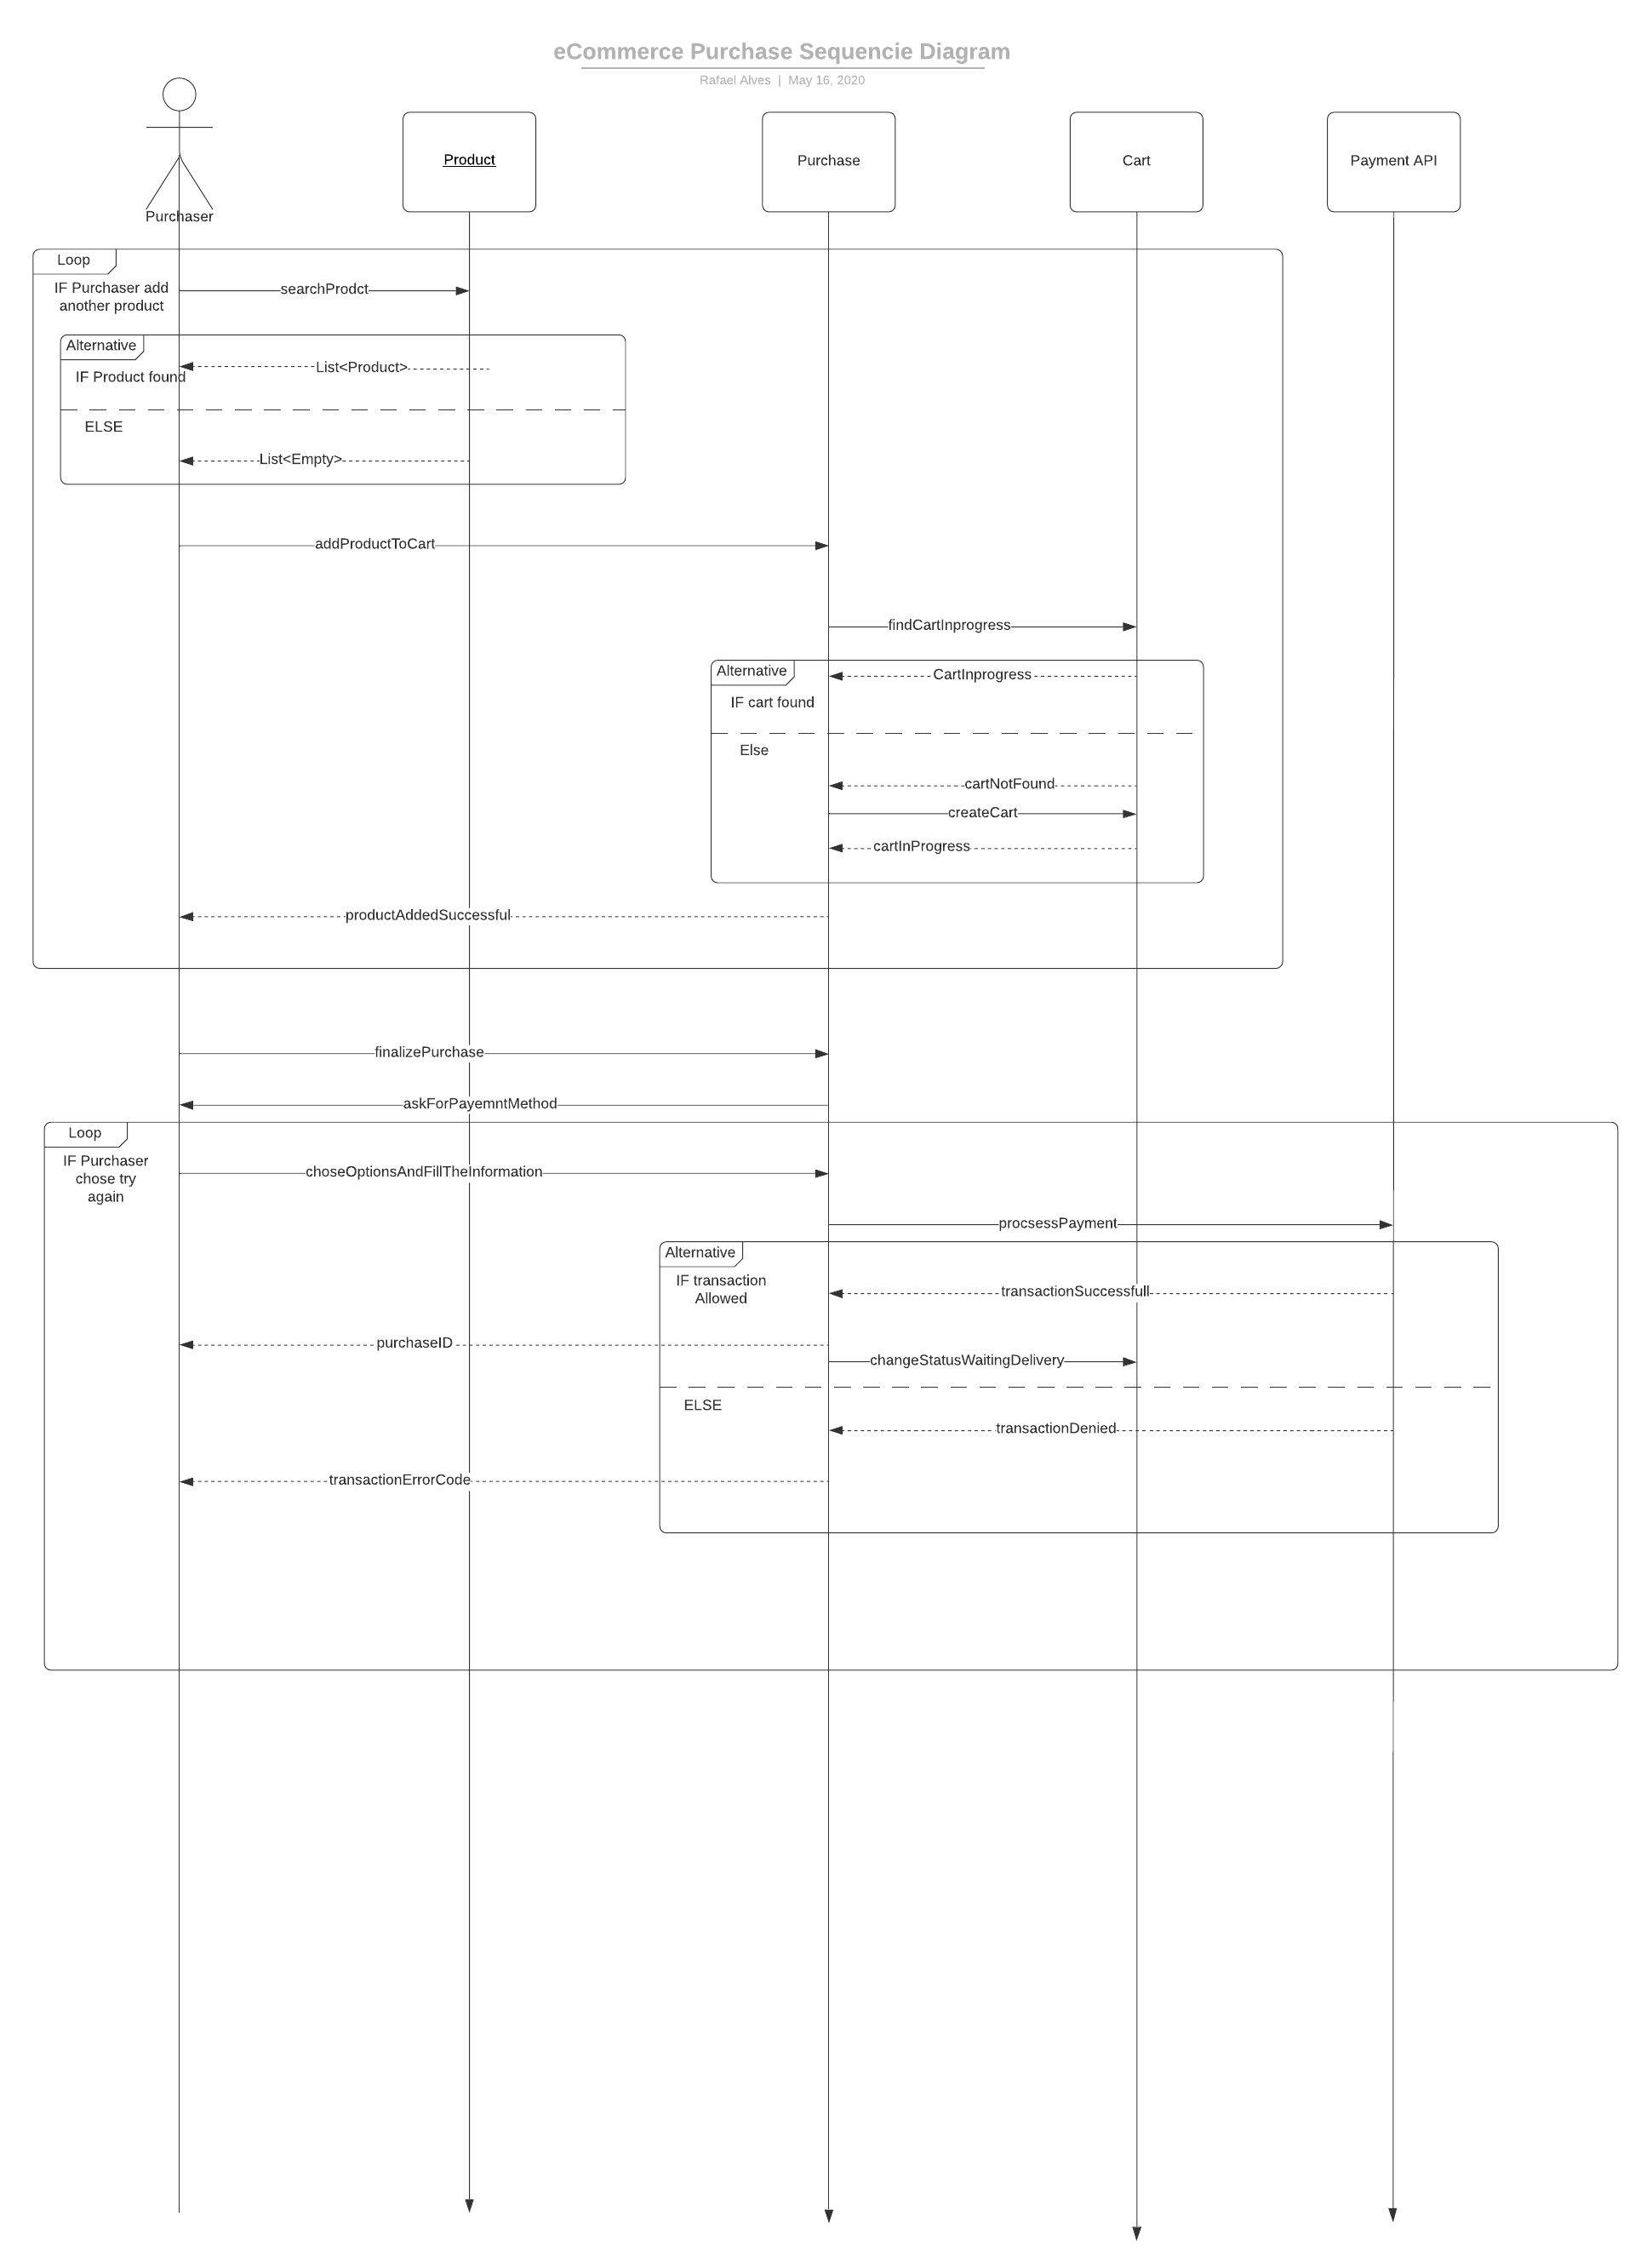 eCommerce Purchase Sequencie Diagram
Rafael Alves | May 16, 2020
Purchaser
Product
Purchase
Cart
Payment API
Loop
IF Purchaser add
another product
searchProdct
Alternative
IF Product found
List<Product>
ELSE
List<Empty>
addProductToCart
findCartInprogress
Alternative
CartInprogress
IF cart found
Else
cartNotFound
createCart
cartInProgress
productAddedSuccessful
finalizePurchase
askForPayemntMethod
Loop
IF Purchaser
chose try
again
choseOptionsAndFillTheInformation
procsessPayment
Alternative
IF transaction
Allowed
transactionSuccessfull
purchaseID
changeStatusWaitingDelivery
ELSE
transactionDenied
transactionErrorCode